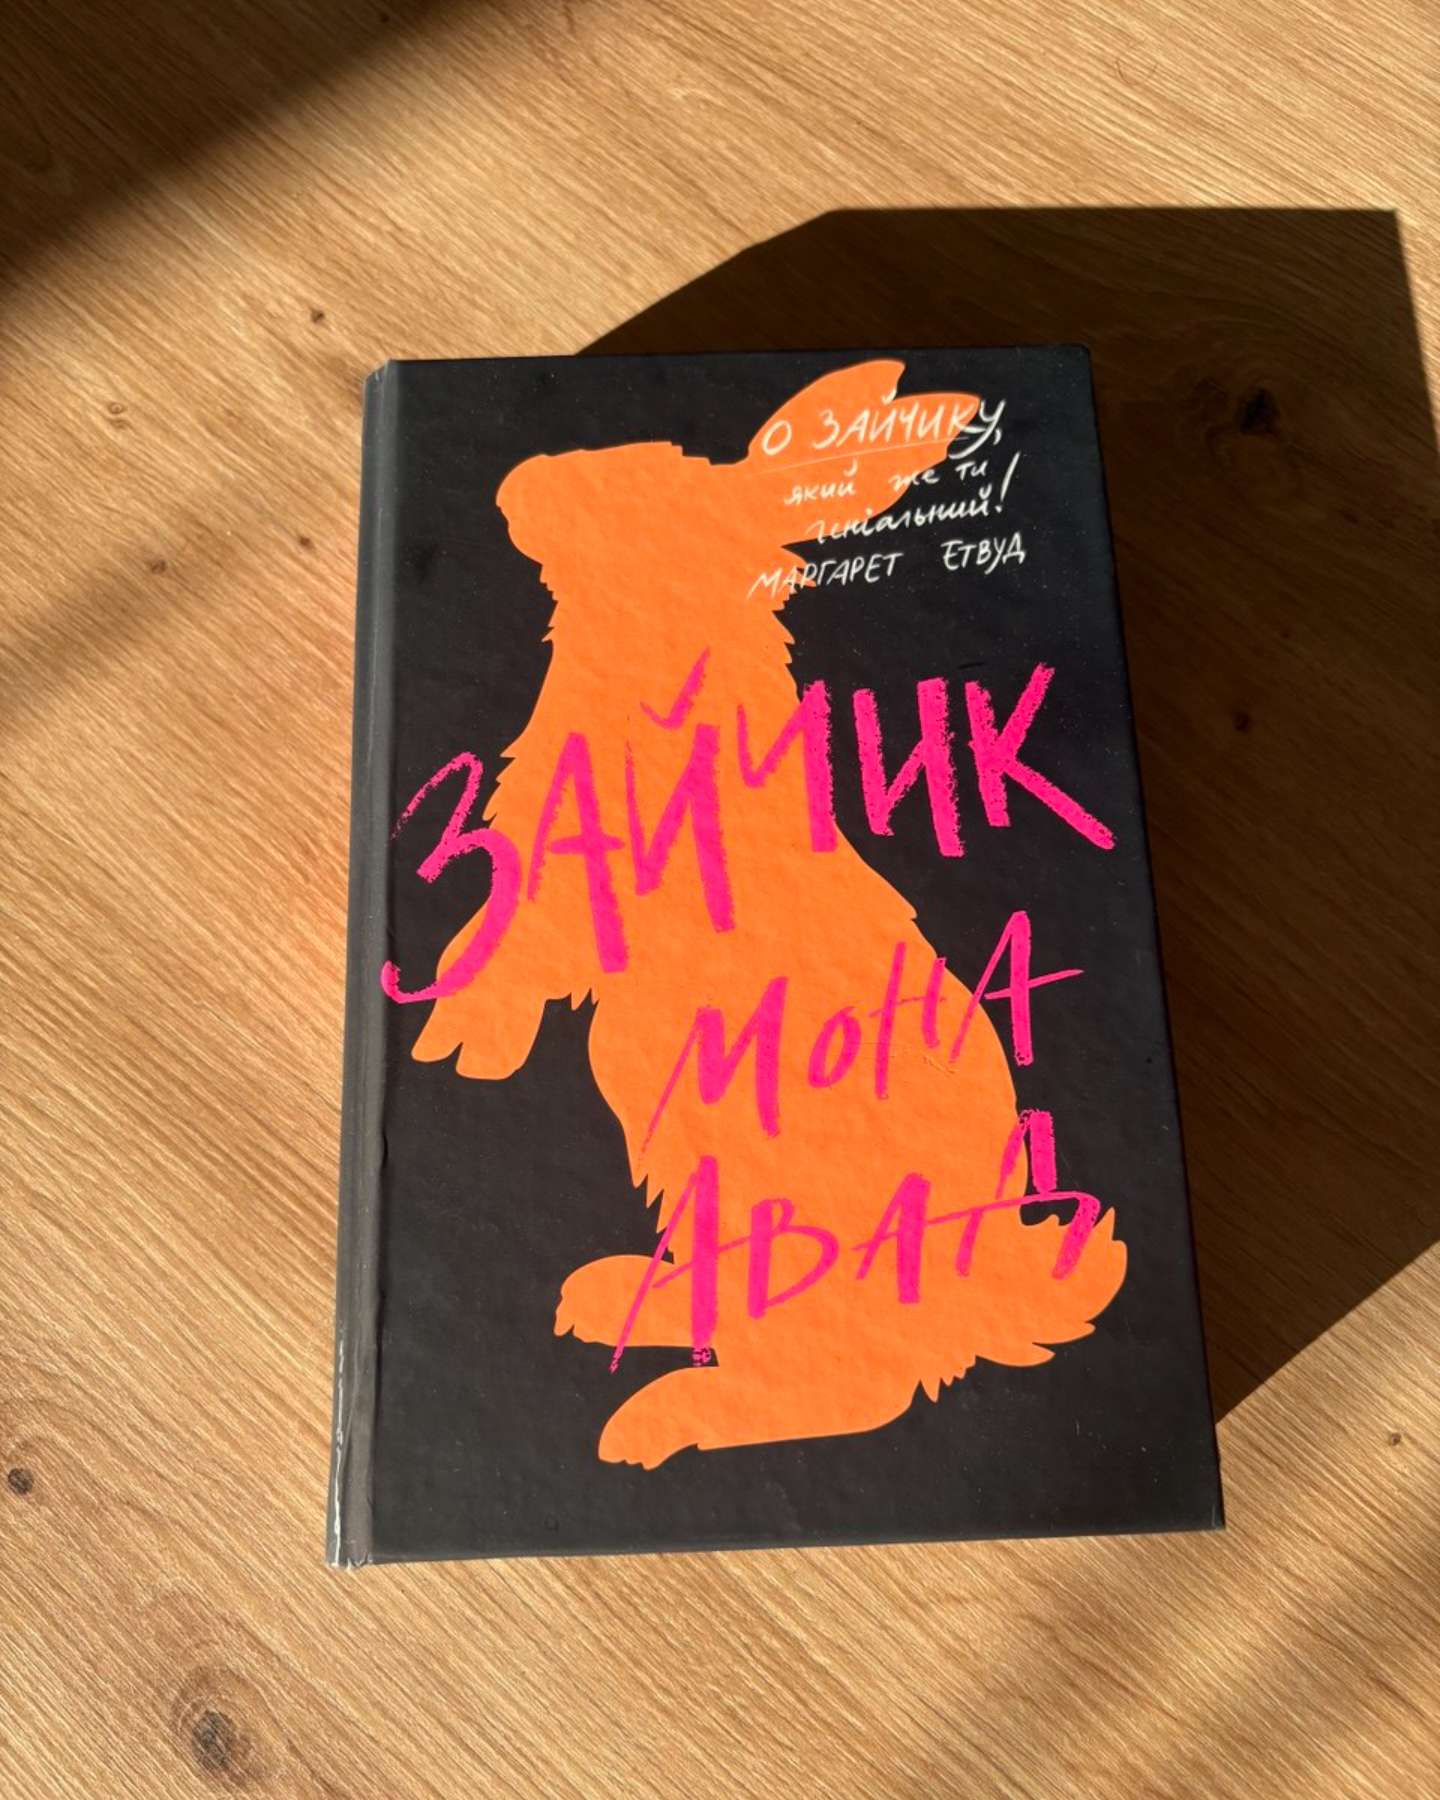 О ЗАЙЧИКУ,
який же ти
геніальний!
МАРГАРЕТ ЕТВУД
ЗАЙЧИК
МОНА
АВАД